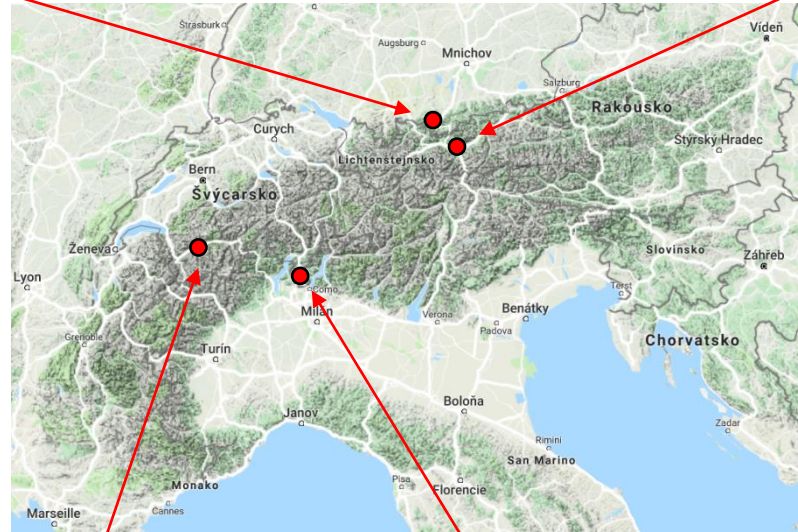 Štrasburk
Vídeň
Augsburg
Mnichov
Salzburg
Rakousko
Curych
Štýrský Hradec
Lichtenštejnsko
Bern
Švýcarsko
Ženeva
Slovinsko
Záhřeb
Lyon
Como
Terst
Milán
Verona
Benátky
Padova
Grenoble
Turín
Chorvatsko
Boloňa
Janov
Zadar
Rimini
San Marino
Monako
Pisa
Florencie
Cannes
Marseille